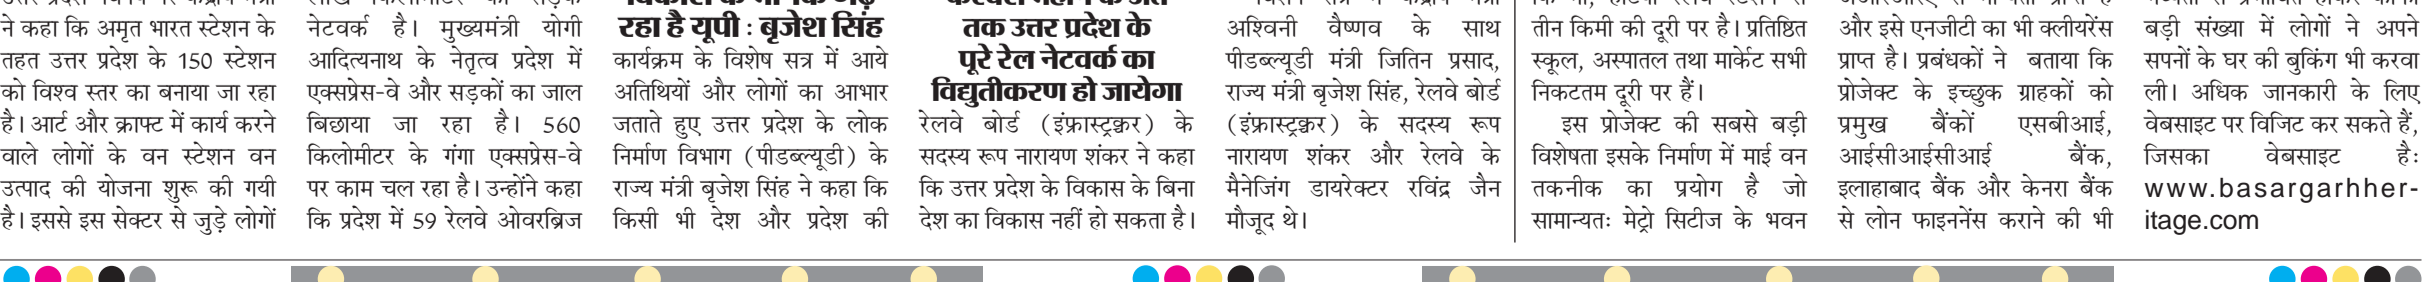 ने कहा कि अमृत भारत स्टेशन के
तहत उत्तर प्रदेश के 150 स्टेशन
को विश्व स्तर का बनाया जा रहा
है। आर्ट और क्राफ्ट में कार्य करने
वाले लोगों के वन स्टेशन वन
उत्पाद की योजना शुरू की गयी
है। इससे इस सेक्टर से जुड़े लोगों
नेटवर्क है। मुख्यमंत्री योगी
आदित्यनाथ के नेतृत्व प्रदेश में
एक्सप्रेस-वे और सड़कों का जाल
बिछाया जा रहा है। 560
किलोमीटर के गंगा एक्सप्रेस-वे
पर काम चल रहा है। उन्होंने कहा
कि प्रदेश में 59 रेलवे ओवरब्रिज
रहा है यूपी : बृजेश सिंह
कार्यक्रम के विशेष सत्र में आये
अतिथियों और लोगों का आभार
जताते हुए उत्तर प्रदेश के लोक
निर्माण विभाग (पीडब्ल्यूडी) के
राज्य मंत्री बृजेश सिंह ने कहा कि
किसी भी देश और प्रदेश की
तक उत्तर प्रदेश के
पूरे रेल नेटवर्क का
विद्युतीकरण हो जायेगा
रेलवे बोर्ड (इंफ्रास्ट्रक्चर) के
सदस्य रूप नारायण शंकर ने कहा
कि उत्तर प्रदेश के विकास के बिना
देश का विकास नहीं हो सकता है।
अश्विनी वैष्णव के साथ
पीडब्ल्यूडी मंत्री जितिन प्रसाद,
राज्य मंत्री बृजेश सिंह, रेलवे बोर्ड
(इंफ्रास्ट्रक्चर) के सदस्य रूप
नारायण शंकर और रेलवे के
मैनेजिंग डायरेक्टर रविंद्र जैन
मौजूद थे।
तीन किमी की दूरी पर है। प्रतिष्ठित
स्कूल, अस्पातल तथा मार्केट सभी
निकटतम दूरी पर हैं।
इस प्रोजेक्ट की सबसे बड़ी
विशेषता इसके निर्माण में माई वन
तकनीक का प्रयोग है जो
सामान्यतः मेट्रो सिटीज के भवन
और इसे एनजीटी का भी क्लीयरेंस
प्राप्त है। प्रबंधकों ने बताया कि
प्रोजेक्ट के इच्छुक ग्राहकों को
प्रमुख बैंकों एसबीआई,
आईसीआईसीआई बैंक,
इलाहाबाद बैंक और केनरा बैंक
से लोन फाइननेंस कराने की भी
बड़ी संख्या में लोगों ने अपने
सपनों के घर की बुकिंग भी करवा
ली। अधिक जानकारी के लिए
वेबसाइट पर विजिट कर सकते हैं,
जिसका वेबसाइट है:
www.basargarhher-
itage.com